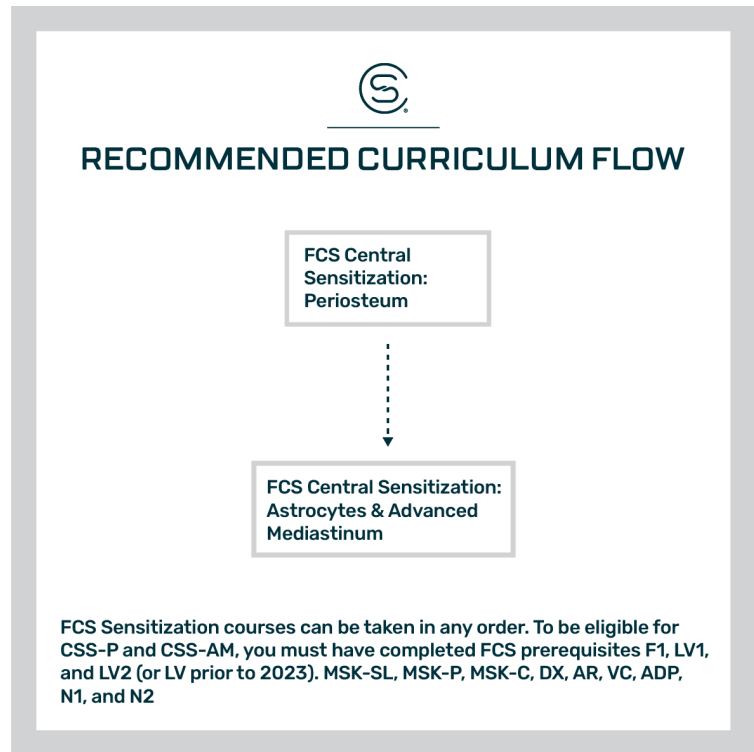 RECOMMENDED CURRICULUM FLOW
FCS Central
Sensitization:
Periosteum
FCS Central Sensitization:
Astrocytes & Advanced
Mediastinum
FCS Sensitization courses can be taken in any order. To be eligible for
CSS-P and CSS-AM, you must have completed FCS prerequisites F1, LV1,
and LV2 (or LV prior to 2023). MSK-SL, MSK-P, MSK-C, DX, AR, VC, ADP,
N1, and N2